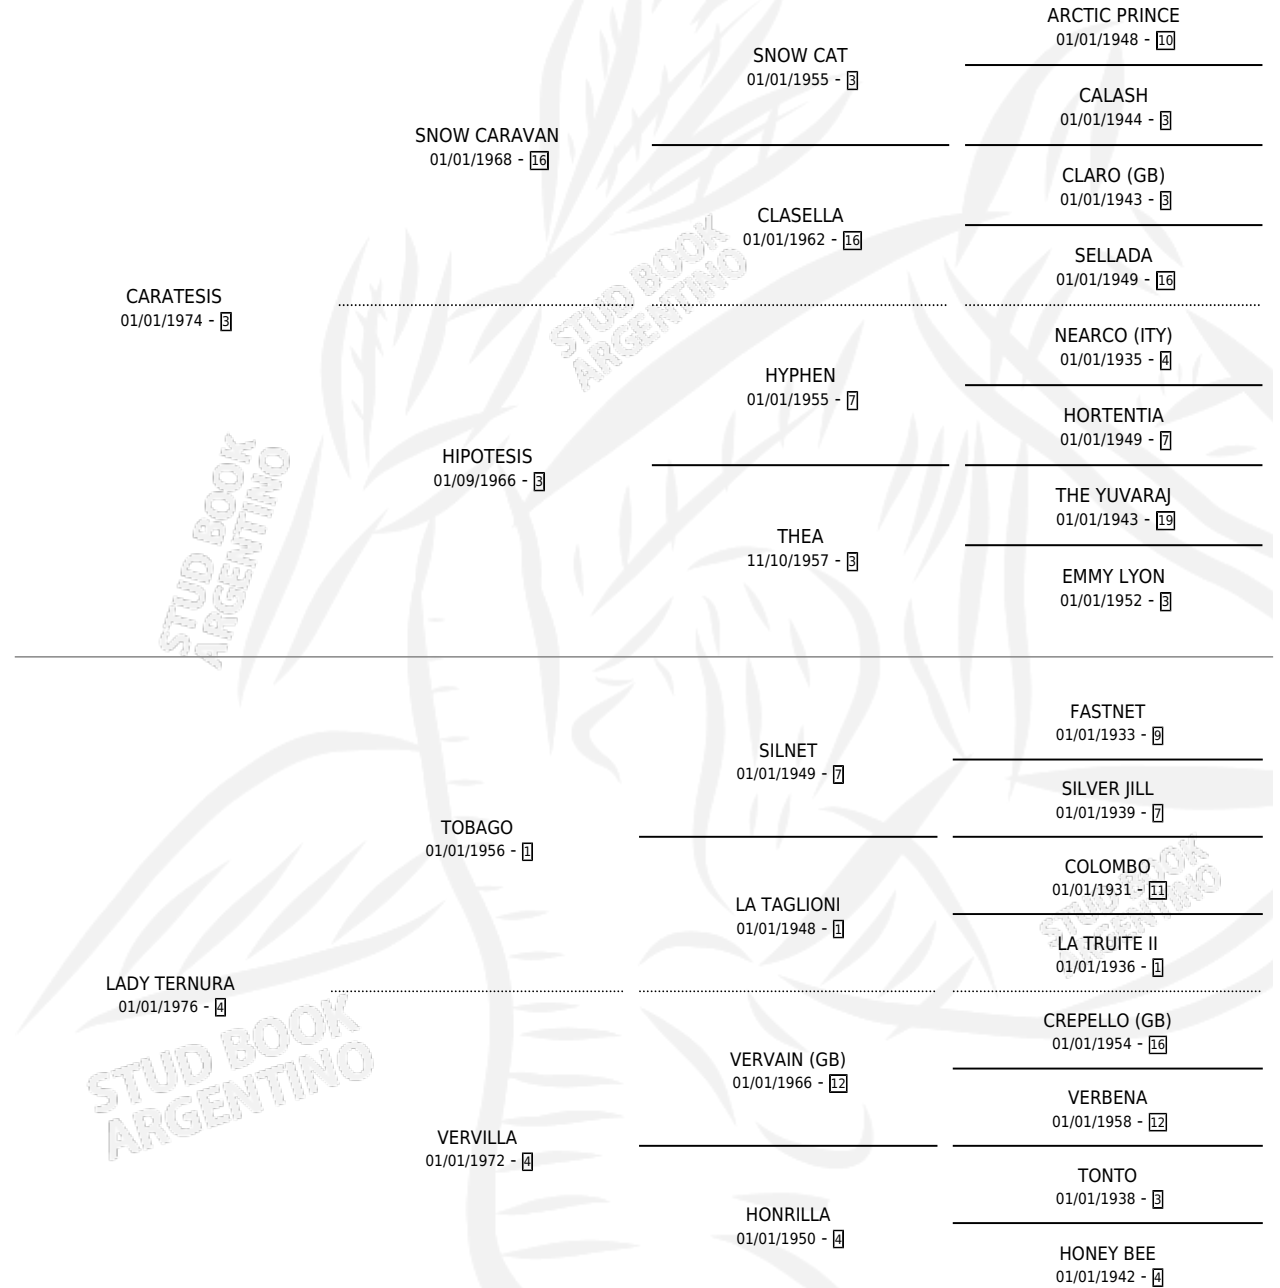 ARCTIC PRINCE
01/01/1948 - 10
SNOW CAT
01/01/1955 - 3
CALASH
01/01/1944 - 3
SNOW CARAVAN
01/01/1968 - 16
CLARO (GB)
01/01/1943 - 3
CLASELLA
01/01/1962 - 16
SELLADA
01/01/1949 - 16
CARATESIS
01/01/1974 - 3
NEARCO (ITY)
01/01/1935 - 4
HYPHEN
01/01/1955 - 7
HORTENTIA
01/01/1949 - 7
HIPOTESIS
01/09/1966 - 3
THE YUVARAJ
01/01/1943 - 19
THEA
11/10/1957 - 3
EMMY LYON
01/01/1952 - 3
FASTNET
01/01/1933 - 9
SILNET
01/01/1949 - 7
SILVER JILL
01/01/1939 - 7
TOBAGO
01/01/1956 - 1
COLOMBO
01/01/1931 - 11
LA TAGLIONI
01/01/1948 - 1
LA TRUITE II
01/01/1936 - 1
LADY TERNURA
01/01/1976 - 4
CREPELLO (GB)
01/01/1954 - 16
VERVAIN (GB)
01/01/1966 - 12
VERBENA
01/01/1958 - 12
VERVILLA
01/01/1972 - 4
TONTO
01/01/1938 - 3
HONRILLA
01/01/1950 - 4
HONEY BEE
01/01/1942 - 4
STUD BOOK
ARGENTINO
STUD BOOK
ARGENTINO
STUD BOOK
ARGENTINO
STUD BOOK
ARGENTINO